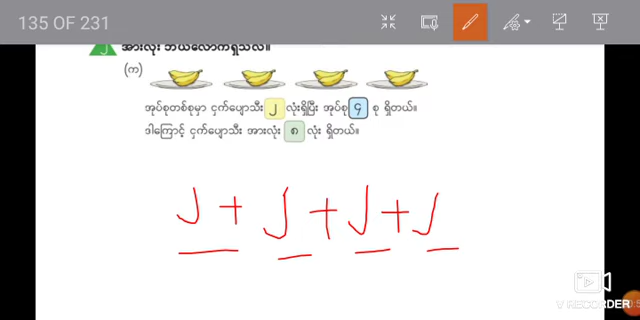 135 OF 231
၂ အားလုံး ဘယ်လောက်ရှိသလဲ။
(က)
အုပ်စုတစ်စုမှာ ငှက်ပျောသီး ၂ လုံးရှိပြီး အုပ်စု ၄ စု ရှိတယ်။
ဒါကြောင့် ငှက်ပျောသီး အားလုံး ၈ လုံး ရှိတယ်။
၂ + ၂ + ၂ + ၂
VIVAVIDEO